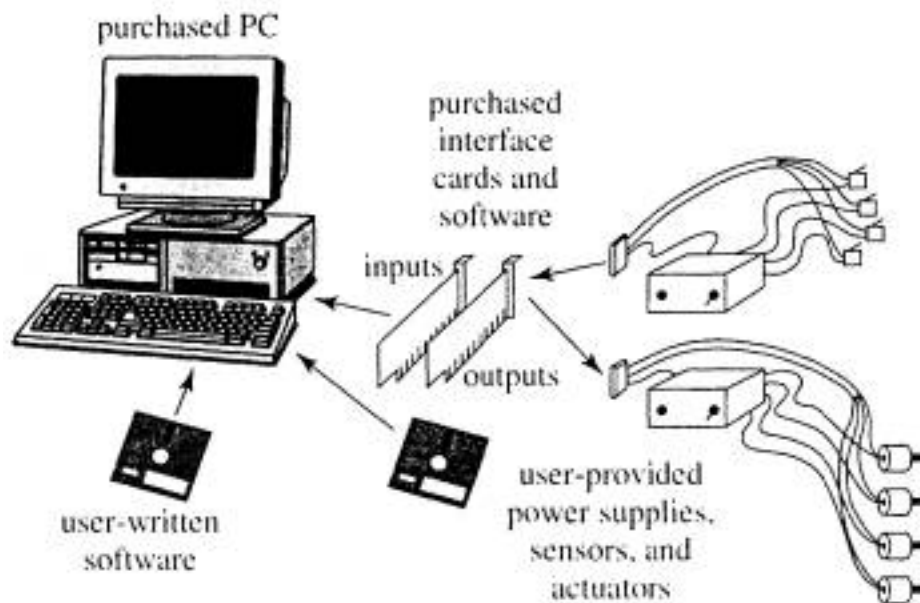 purchased PC
purchased
interface
cards and
software
inputs
outputs
user-written
software
user-provided
power supplies,
sensors, and
actuators